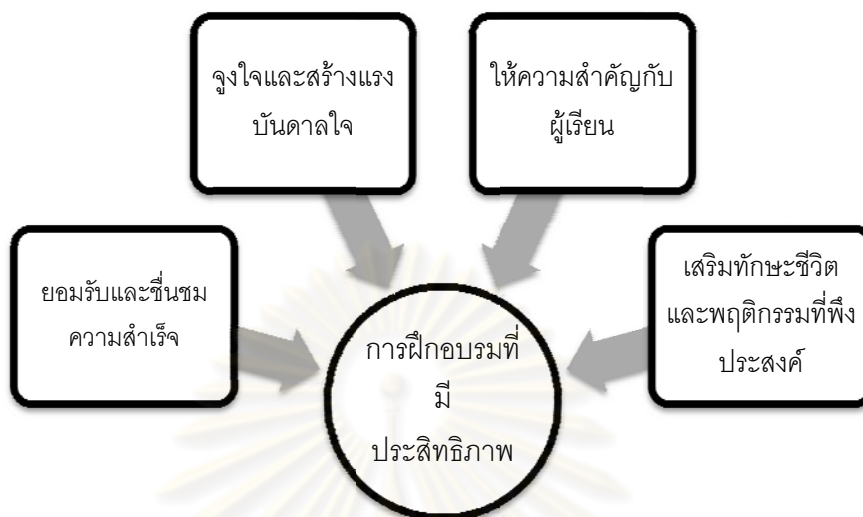 จูงใจและสร้างแรง
บันดาลใจ
ให้ความสำคัญกับ
ผู้เรียน
ยอมรับและชื่นชม
ความสำเร็จ
เสริมทักษะชีวิต
และพฤติกรรมที่พึง
ประสงค์
การฝึกอบรมที่
มี
ประสิทธิภาพ